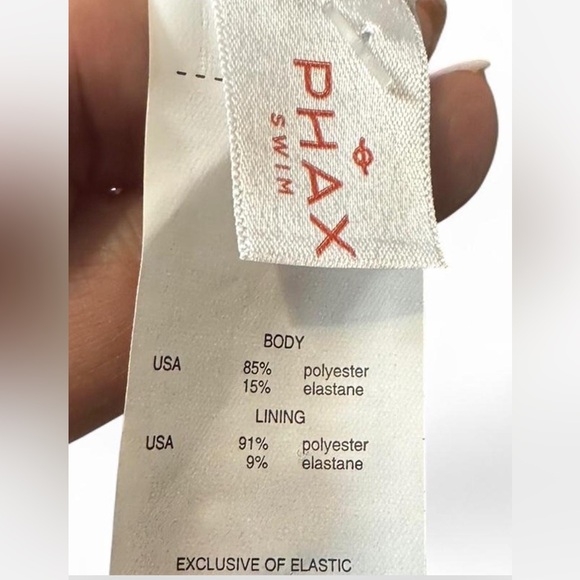 PHAX
SWIM
BODY
USA 85% polyester
15% elastane
LINING
USA 91% polyester
9% elastane
EXCLUSIVE OF ELASTIC